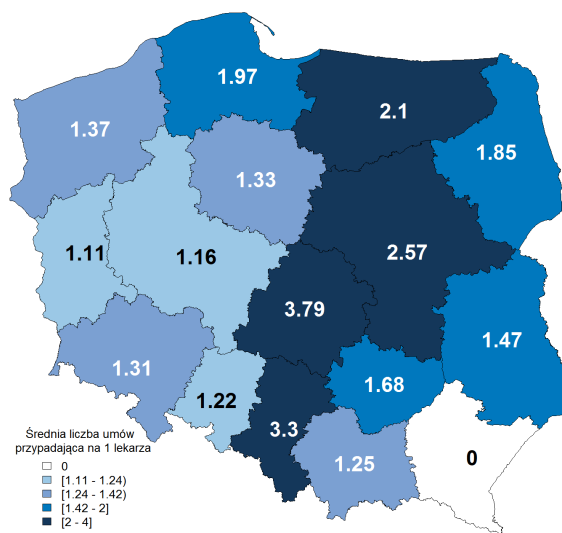 1.97
2.1
1.37
1.85
1.33
1.11
1.16
2.57
3.79
1.47
1.31
1.68
1.22
3.3
1.25
0
Średnia liczba umów
przypadająca na 1 lekarza
0
[1.11 - 1.24)
[1.24 - 1.42)
[1.42 - 2]
[2 - 4]